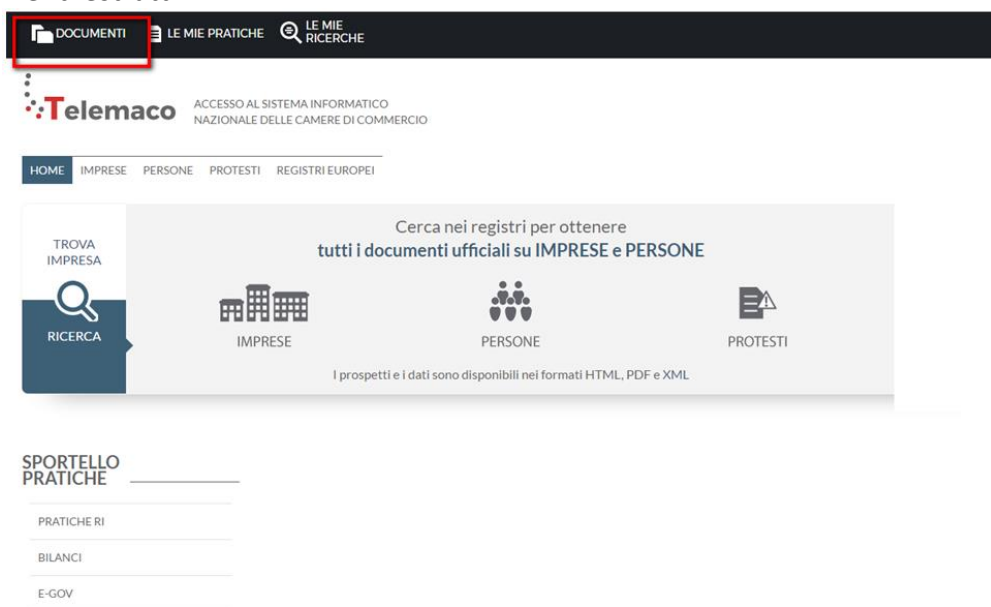 DOCUMENTI LE MIE PRATICHE LE MIE
RICERCHE
Telemaco
ACCESSO AL SISTEMA INFORMATICO
NAZIONALE DELLE CAMERE DI COMMERCIO
HOME IMPRESE PERSONE PROTESTI REGISTRI EUROPEI
TROVA
IMPRESA
RICERCA
Cerca nei registri per ottenere
tutti i documenti ufficiali su IMPRESE e PERSONE
IMPRESE PERSONE PROTESTI
I prospetti e i dati sono disponibili nei formati HTML, PDF e XML
SPORTELLO
PRATICHE
PRATICHE RI
BILANCI
E-GOV